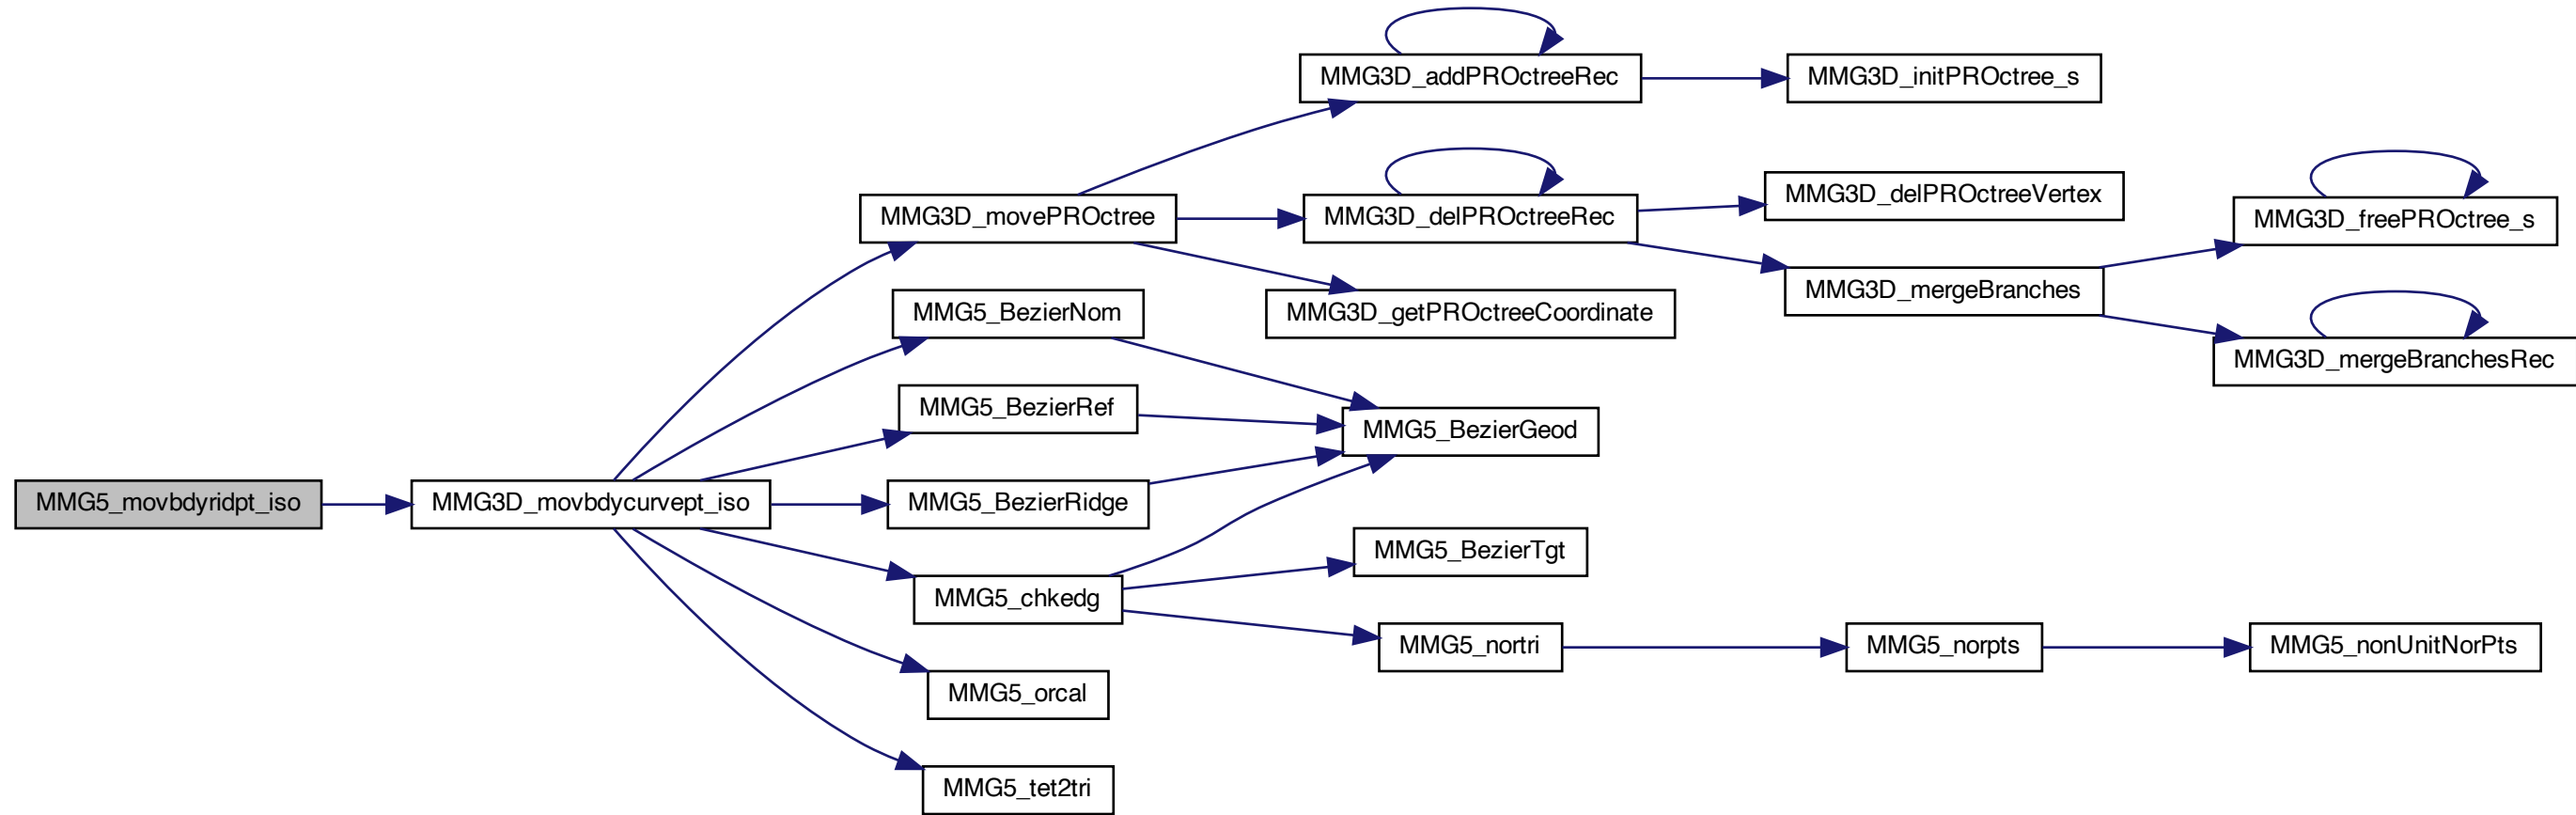 MMG3D_addPROctreeRec
MMG3D_initPROctree_s
MMG3D_movePROctree
MMG3D_delPROctreeRec
MMG3D_delPROctreeVertex
MMG3D_freePROctree_s
MMG5_BezierNom
MMG3D_getPROctreeCoordinate
MMG3D_mergeBranches
MMG3D_mergeBranchesRec
MMG5_BezierRef
MMG5_BezierGeod
MMG5_movbdyridpt_iso
MMG3D_movbdycurvept_iso
MMG5_BezierRidge
MMG5_BezierTgt
MMG5_chkedg
MMG5_nortri
MMG5_norpts
MMG5_nonUnitNorPts
MMG5_orcal
MMG5_tet2tri